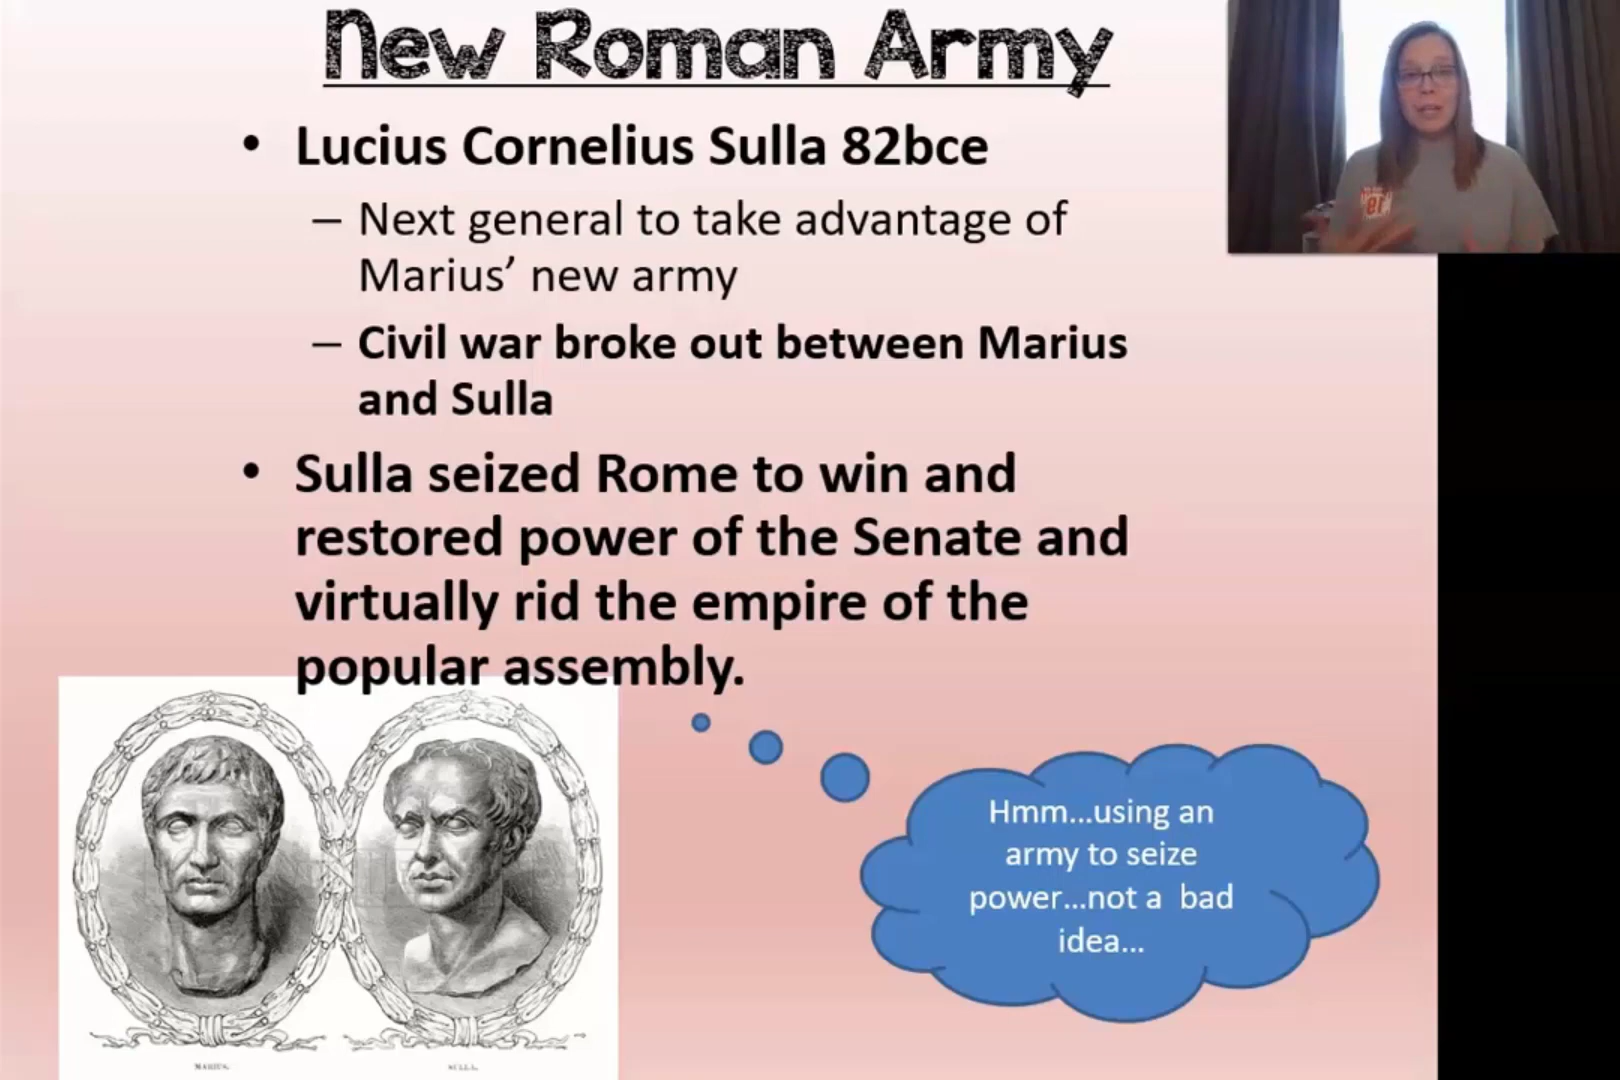 New Roman Army
• Lucius Cornelius Sulla 82bce
– Next general to take advantage of
Marius’ new army
– Civil war broke out between Marius
and Sulla
• Sulla seized Rome to win and
restored power of the Senate and
virtually rid the empire of the
popular assembly.
Hmm...using an
army to seize
power...not a bad
idea...
MARIUS.
SULLA.